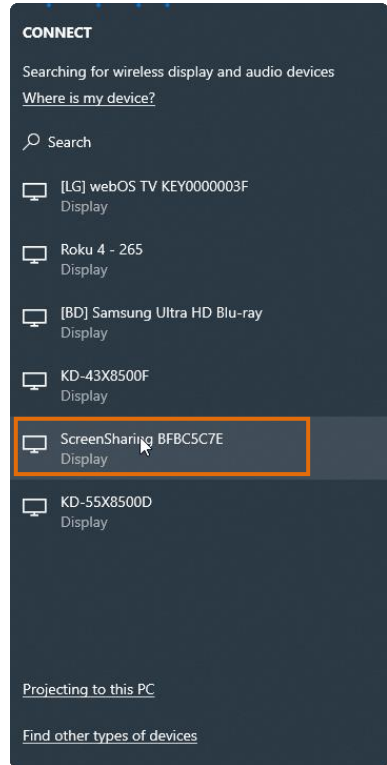 CONNECT
Searching for wireless display and audio devices
Where is my device?
Search
[LG] webOS TV KEY0000003F
Display
Roku 4 - 265
Display
[BD] Samsung Ultra HD Blu-ray
Display
KD-43X8500F
Display
ScreenSharing BFBC5C7E
Display
KD-55X8500D
Display
Projecting to this PC
Find other types of devices